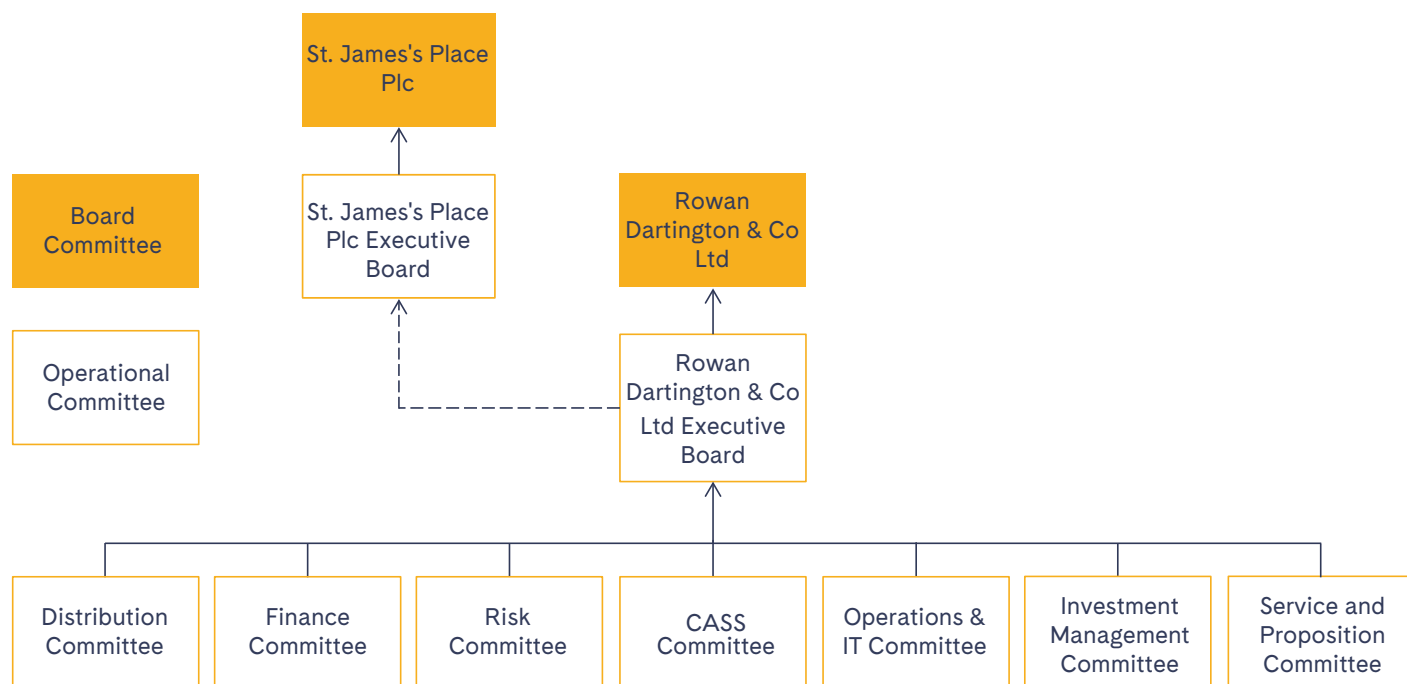 St. James's Place
Plc
Board
Committee
St. James's Place
Plc Executive
Board
Rowan
Dartington & Co
Ltd
Operational
Committee
Rowan
Dartington & Co
Ltd Executive
Board
Distribution
Committee
Finance
Committee
Risk
Committee
CASS
Committee
Operations &
IT Committee
Investment
Management
Committee
Service and
Proposition
Committee